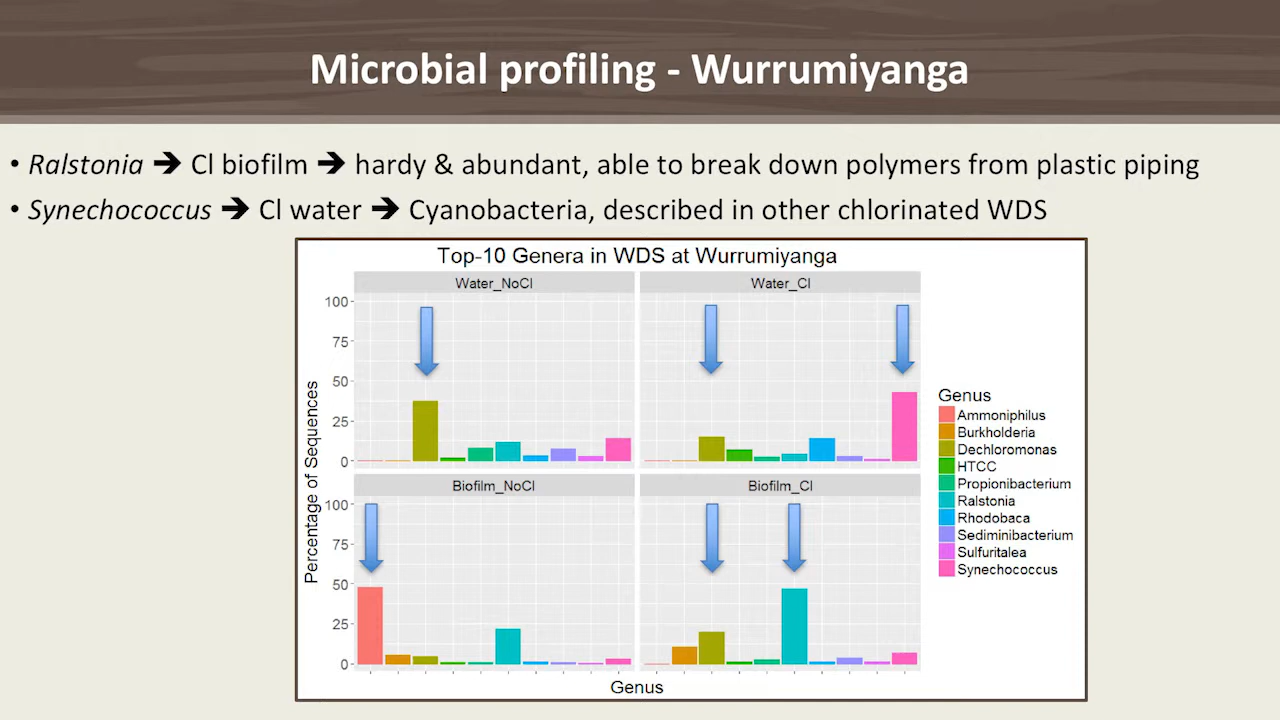 Microbial profiling - Wurrumiyanga
• Ralstonia ➔ Cl biofilm ➔ hardy & abundant, able to break down polymers from plastic piping
• Synechococcus ➔ Cl water ➔ Cyanobacteria, described in other chlorinated WDS
Top-10 Genera in WDS at Wurrumiyanga
Water_NoCl
Water_Cl
100
75
50
25
0
Biofilm_NoCl
Biofilm_Cl
100
75
50
25
0
Percentage of Sequences
Genus
Genus
Ammoniphilus
Burkholderia
Dechloromonas
HTCC
Propionibacterium
Ralstonia
Rhodobaca
Sediminibacterium
Sulfuritalea
Synechococcus